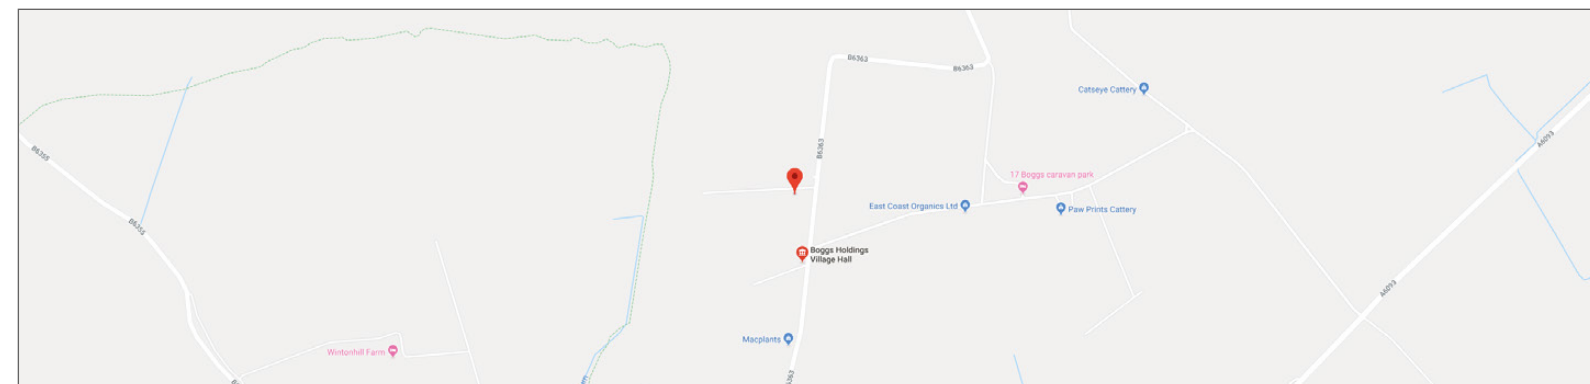 B6363
B6363
Catseye Cattery
A6093
B6355
B6363
17 Boggs caravan park
East Coast Organics Ltd
Paw Prints Cattery
B6355
Boggs Holdings
Village Hall
A6093
Macplants
Wintonhill Farm